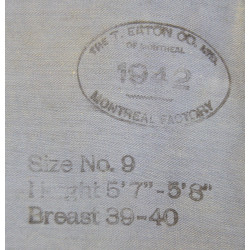 THE T. EATON CO. LIMITED
OF MONTREAL
1942
MONTREAL FACTORY
Size No. 9
Height 5'7"-5'8"
Breast 39-40